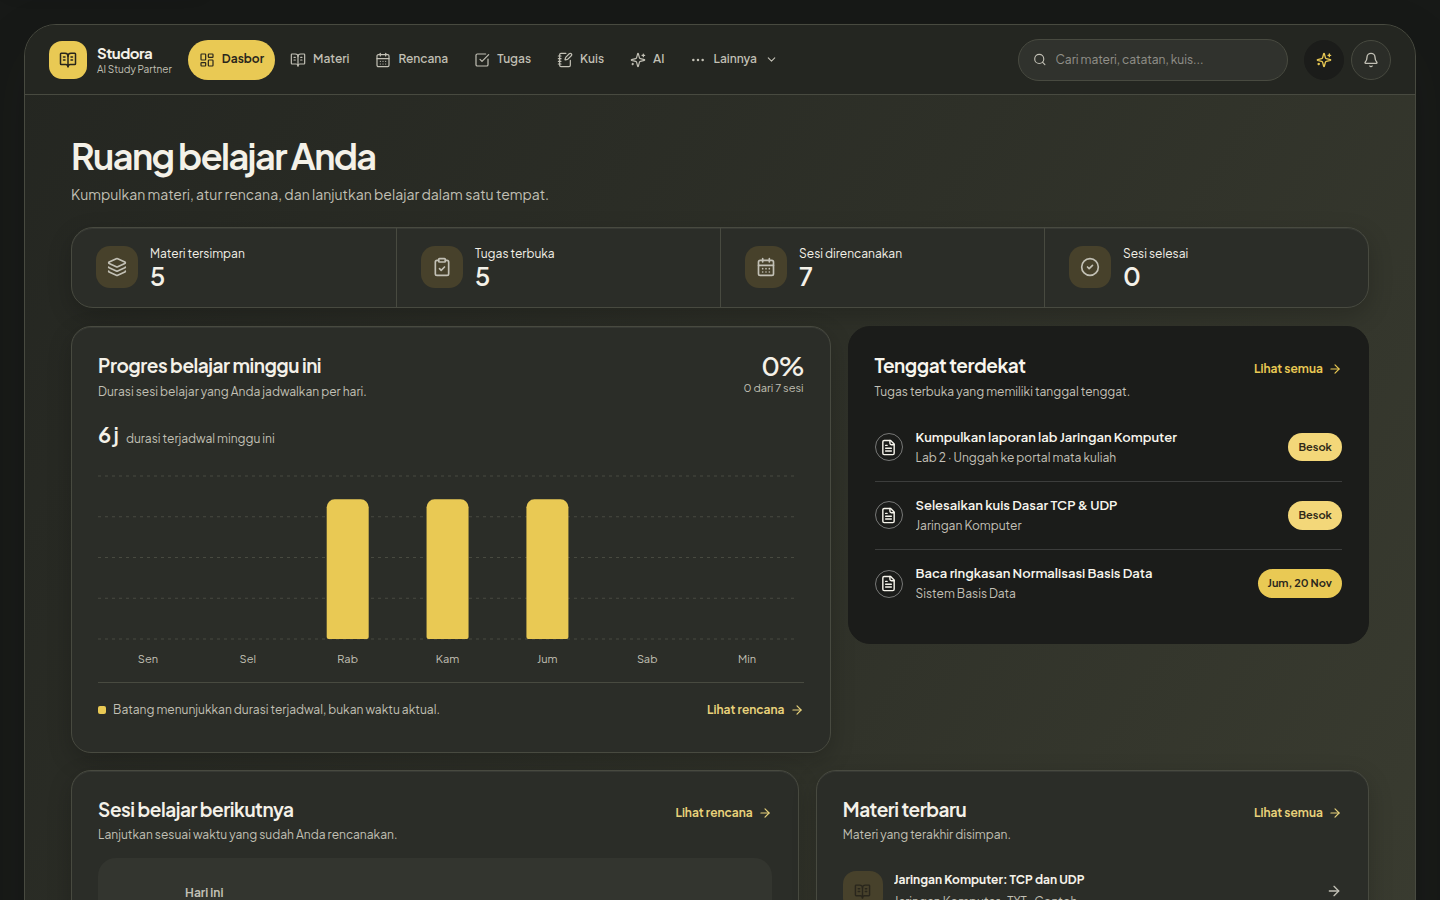 Studora
AI Study Partner
Dasbor
Materi
Rencana
Tugas
Kuis
AI
Lainnya
Cari materi, catatan, kuis...
Ruang belajar Anda
Kumpulkan materi, atur rencana, dan lanjutkan belajar dalam satu tempat.
Materi tersimpan
5
Tugas terbuka
5
Sesi direncanakan
7
Sesi selesai
0
Progres belajar minggu ini
Durasi sesi belajar yang Anda jadwalkan per hari.
0%
0 dari 7 sesi
6j durasi terjadwal minggu ini
Sen Sel Rab Kam Jum Sab Min
Batang menunjukkan durasi terjadwal, bukan waktu aktual.
Lihat rencana
Tenggat terdekat
Lihat semua
Tugas terbuka yang memiliki tanggal tenggat.
Kumpulkan laporan lab Jaringan Komputer
Lab 2 · Unggah ke portal mata kuliah
Besok
Selesaikan kuis Dasar TCP & UDP
Jaringan Komputer
Besok
Baca ringkasan Normalisasi Basis Data
Sistem Basis Data
Jum, 20 Nov
Sesi belajar berikutnya
Lihat rencana
Lanjutkan sesuai waktu yang sudah Anda rencanakan.
Hari ini
Materi terbaru
Lihat semua
Materi yang terakhir disimpan.
Jaringan Komputer: TCP dan UDP